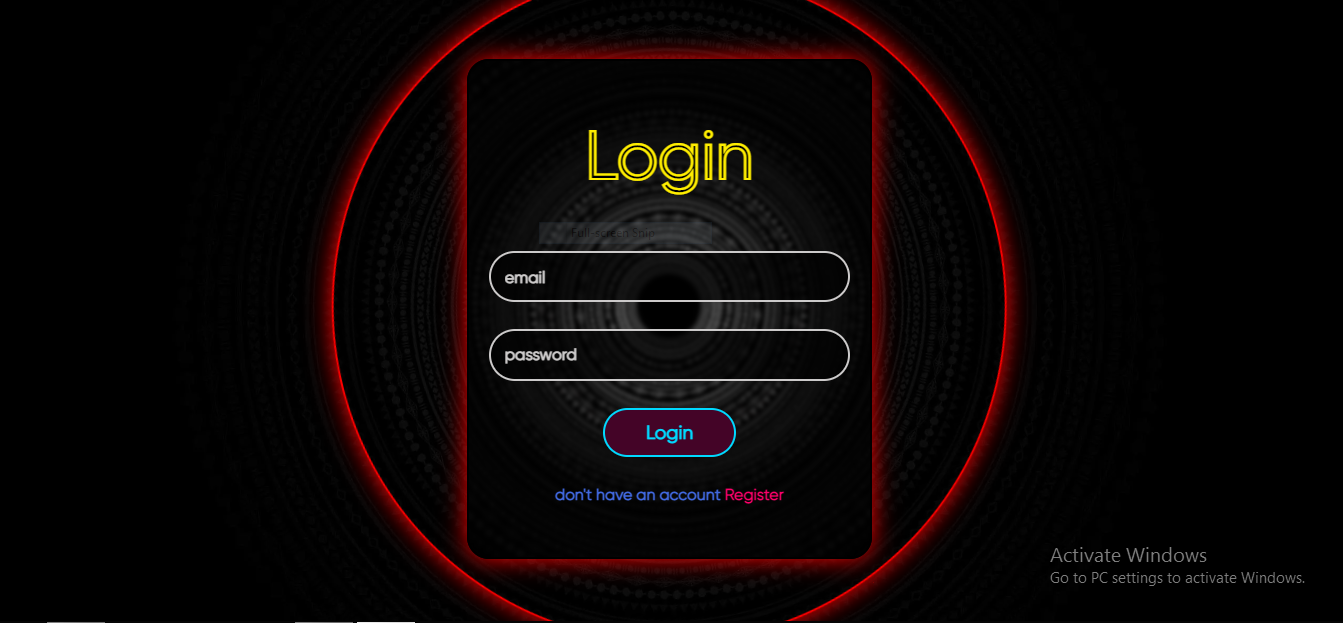 Login
Full-screen Snip
email
password
Login
don't have an account Register
Activate Windows
Go to PC settings to activate Windows.